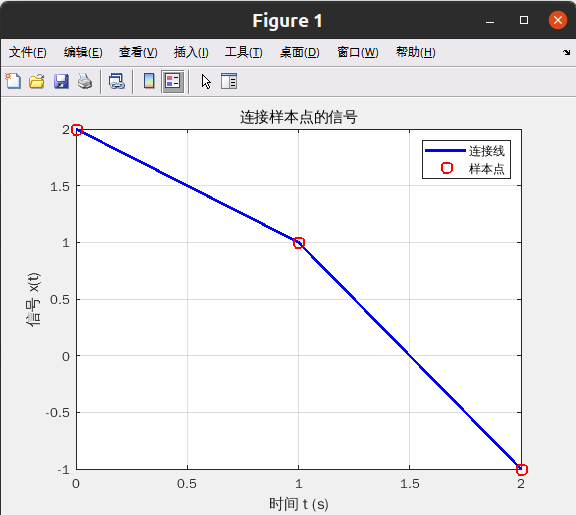 Figure 1
文件(F) 编辑(E) 查看(V) 插入(I) 工具(T) 桌面(D) 窗口(W) 帮助(H)
连接样本点的信号
连接线
样本点
2
1.5
1
0.5
0
-0.5
-1
信号 x(t)
0 0.5 1 1.5 2
时间 t (s)